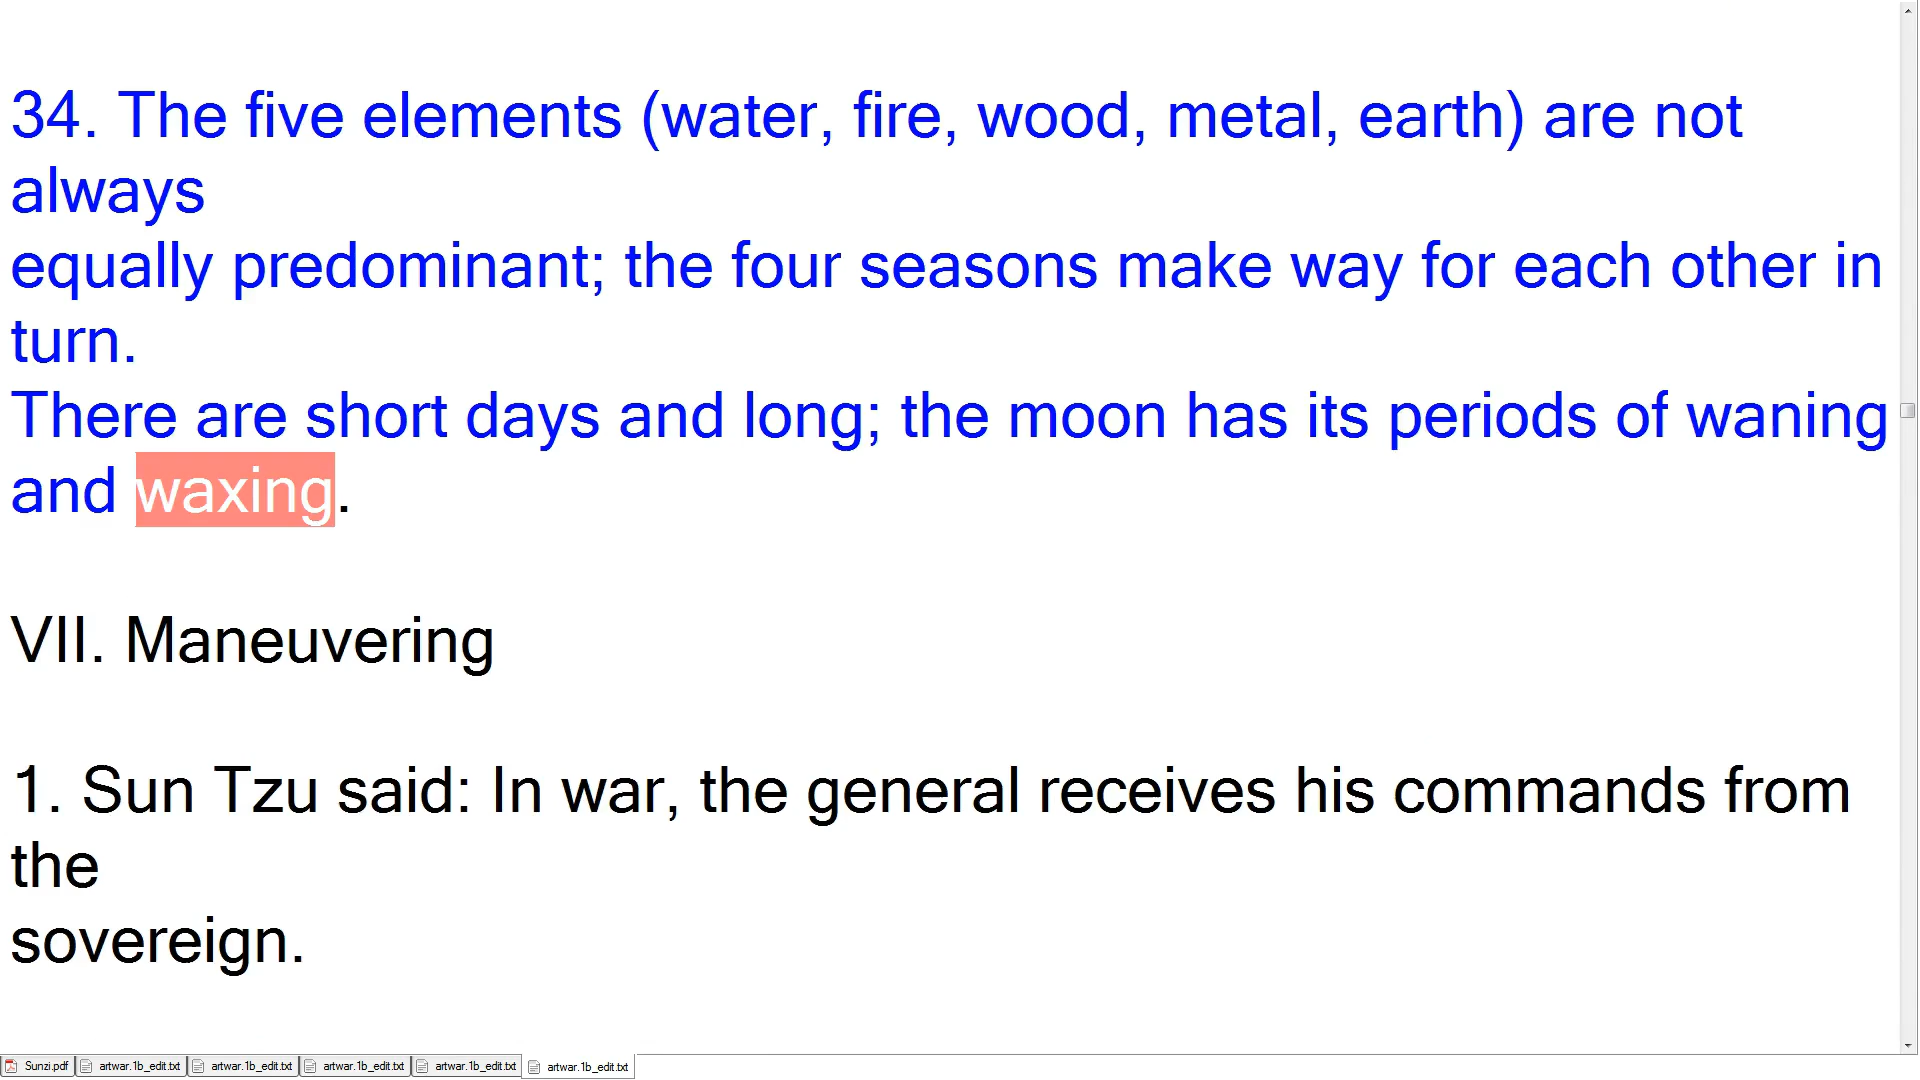 34. The five elements (water, fire, wood, metal, earth) are not
always
equally predominant; the four seasons make way for each other in
turn.
There are short days and long; the moon has its periods of waning
and waxing.
VII. Maneuvering
1. Sun Tzu said: In war, the general receives his commands from
the
sovereign.
Sunzi.pdf artwar.1b_edit.txt artwar.1b_edit.txt artwar.1b_edit.txt artwar.1b_edit.txt artwar.1b_edit.txt